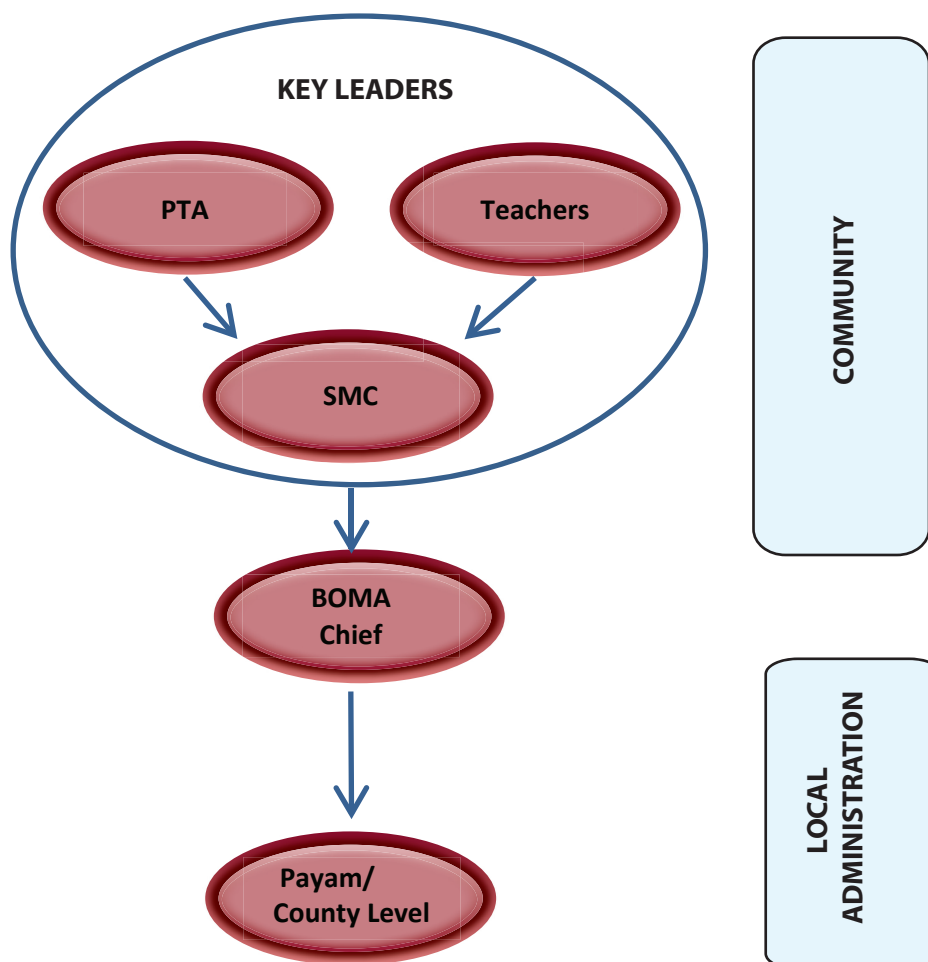 KEY LEADERS
PTA
Teachers
SMC
COMMUNITY
BOMA
Chief
Payam/
County Level
LOCAL
ADMINISTRATION